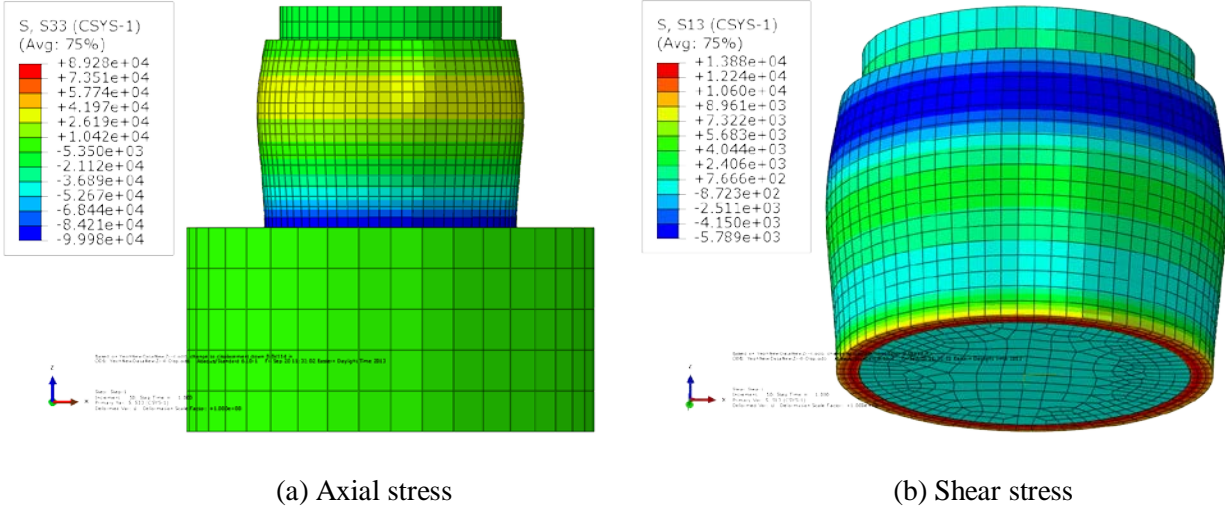 S, S33 (CSYS-1)
(Avg: 75%)
+8.928e+04
+7.351e+04
+5.774e+04
+4.197e+04
+2.619e+04
+1.042e+04
-5.350e+03
-2.112e+04
-3.689e+04
-5.267e+04
-6.844e+04
-8.421e+04
-9.998e+04
Z
X
S, S13 (CSYS-1)
(Avg: 75%)
+1.388e+04
+1.224e+04
+1.060e+04
+8.961e+03
+7.322e+03
+5.683e+03
+4.044e+03
+2.406e+03
+7.666e+02
-8.723e+02
-2.511e+03
-4.150e+03
-5.789e+03
Z
X
(a) Axial stress
(b) Shear stress